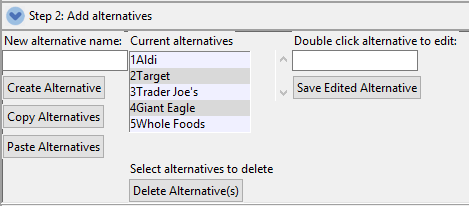 Step 2: Add alternatives
New alternative name:
Create Alternative
Copy Alternatives
Paste Alternatives
Current alternatives
1Aldi
2Target
3Trader Joe's
4Giant Eagle
5Whole Foods
Select alternatives to delete
Delete Alternative(s)
Double click alternative to edit:
Save Edited Alternative